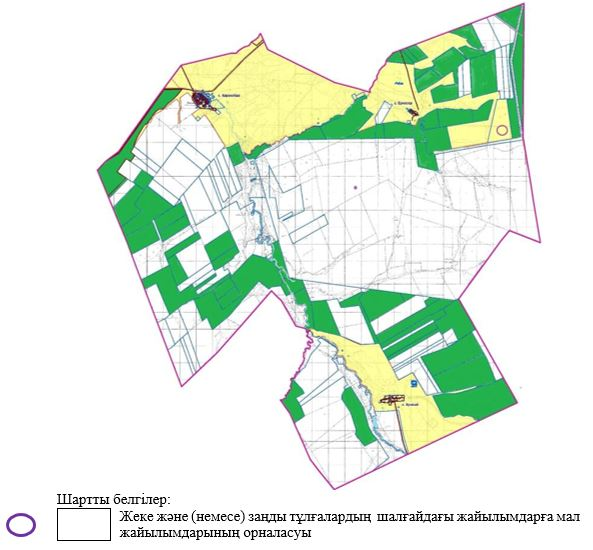 Шартты белгілер:
Жеке және (немесе) заңды тұлғалардың шалғайдағы жайылымдарға мал
жайылымдарының орналасуы